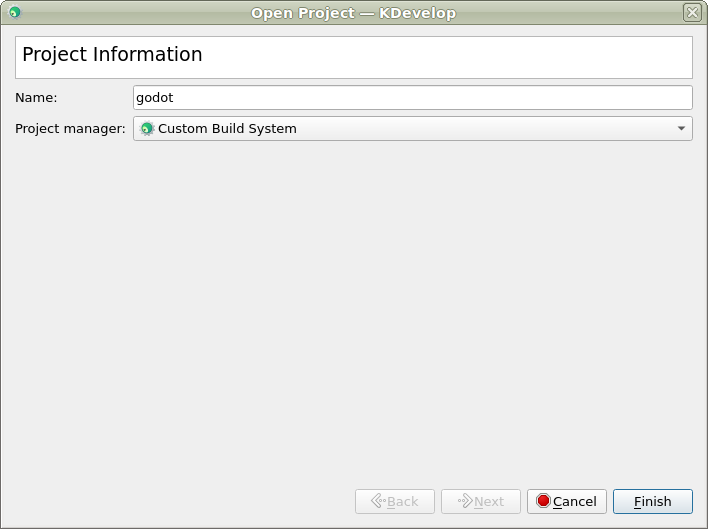 Open Project — KDevelop
Project Information
Name: godot
Project manager: Custom Build System
Back Next Cancel Finish